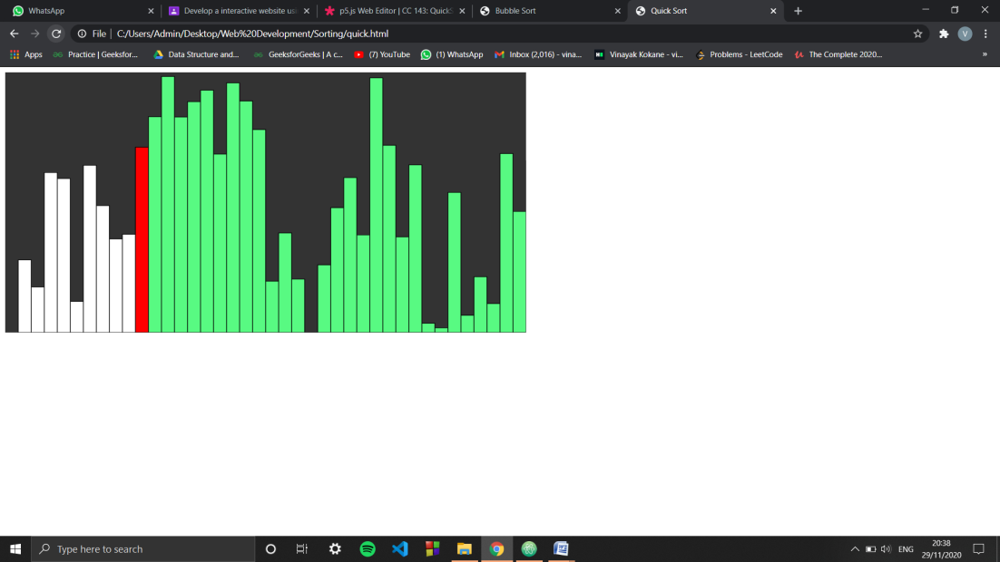 WhatsApp
Develop a interactive website usi
p5.js Web Editor | CC 143: QuickS
Bubble Sort
Quick Sort
File | C:/Users/Admin/Desktop/Web%20Development/Sorting/quick.html
V
Apps
Practice | Geeksfor...
Data Structure and...
GeeksforGeeks | A c...
(7) YouTube
(1) WhatsApp
Inbox (2,016) - vina...
Vinayak Kokane - vi...
Problems - LeetCode
The Complete 2020...
»
Type here to search
ENG
20:38
29/11/2020